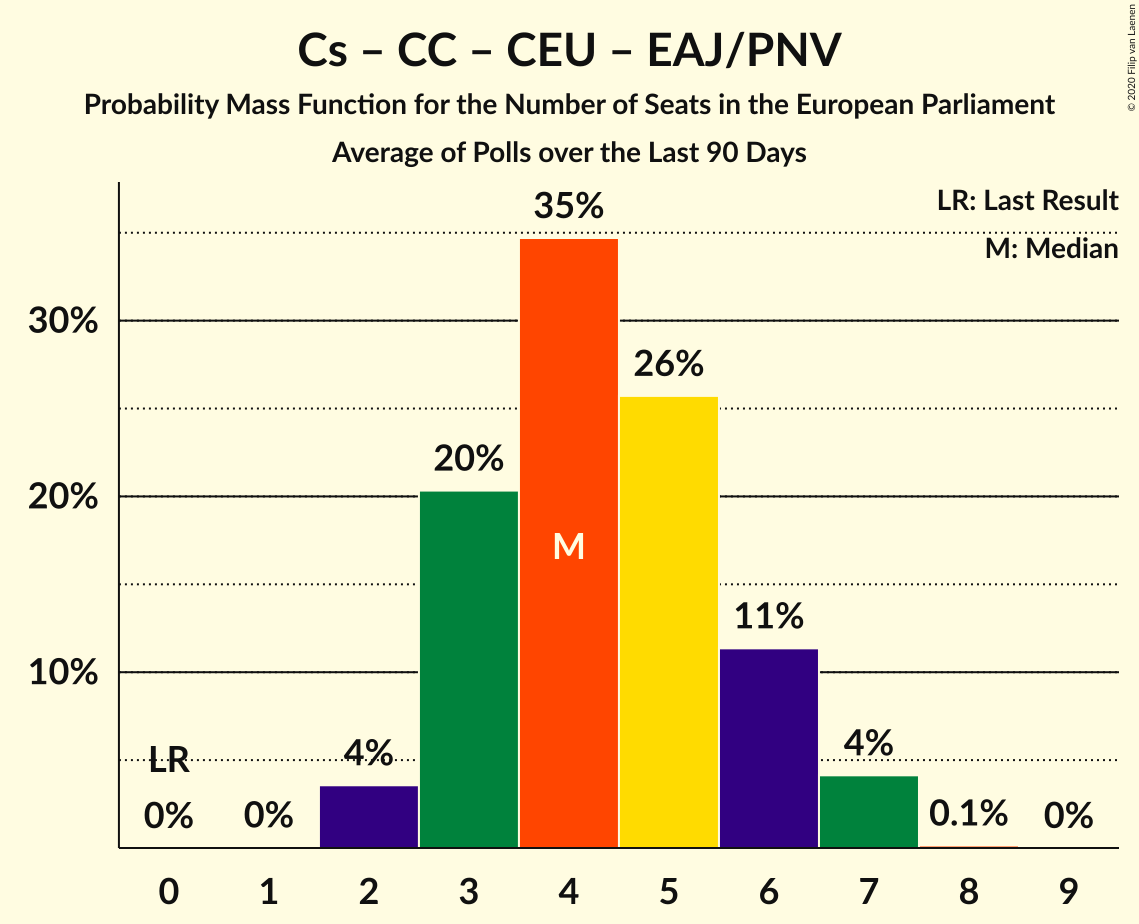 Cs – CC – CEU – EAJ/PNV
Probability Mass Function for the Number of Seats in the European Parliament
Average of Polls over the Last 90 Days
© 2020 Filip van Laenen
LR: Last Result
M: Median
35%
30%
26%
20%
20%
M
11%
10%
LR
4%
4%
0%
0%
0.1%
0%
0 1 2 3 4 5 6 7 8 9